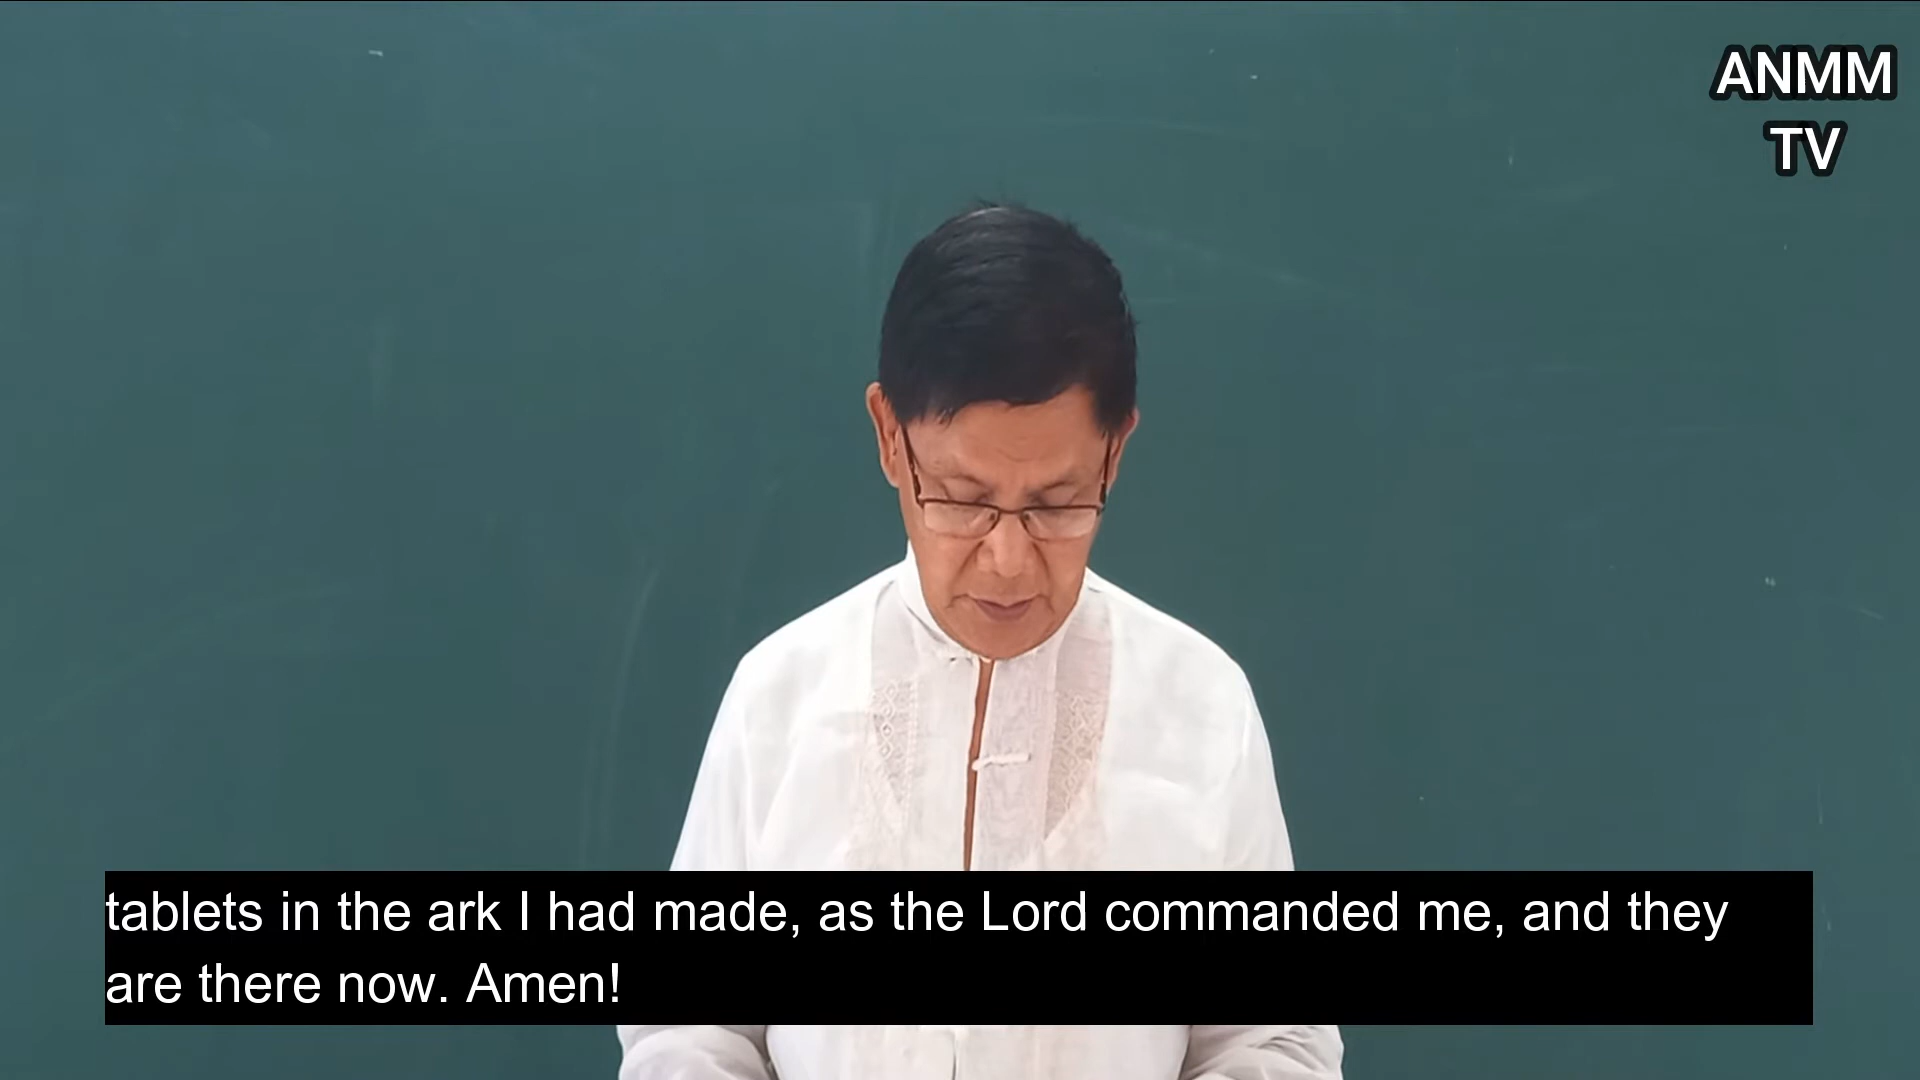 ANMM
TV
tablets in the ark I had made, as the Lord commanded me, and they
are there now. Amen!